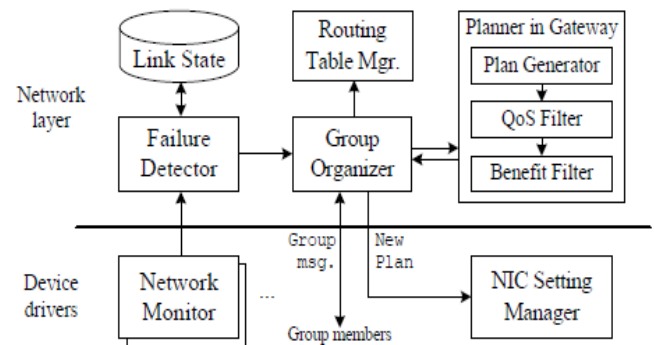 Planner in Gateway
Link State
Routing
Table Mgr.
Plan Generator
Network
layer
QoS Filter
Failure
Detector
Group
Organizer
Benefit Filter
Group
msg.
New
Plan
Device
drivers
Network
Monitor
...
NIC Setting
Manager
Group members